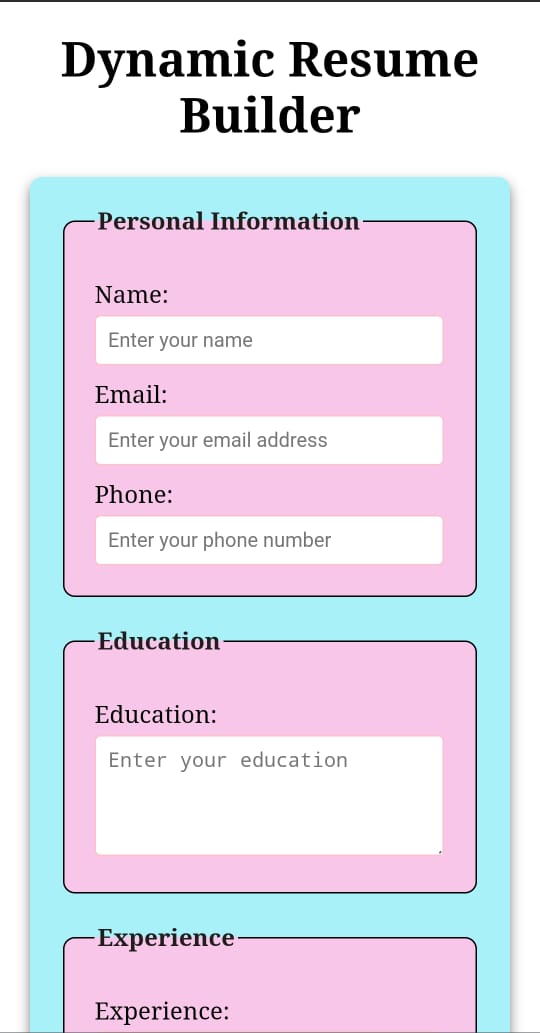 Dynamic Resume
Builder
Personal Information
Name:
Enter your name
Email:
Enter your email address
Phone:
Enter your phone number
Education
Education:
Enter your education
Experience
Experience: